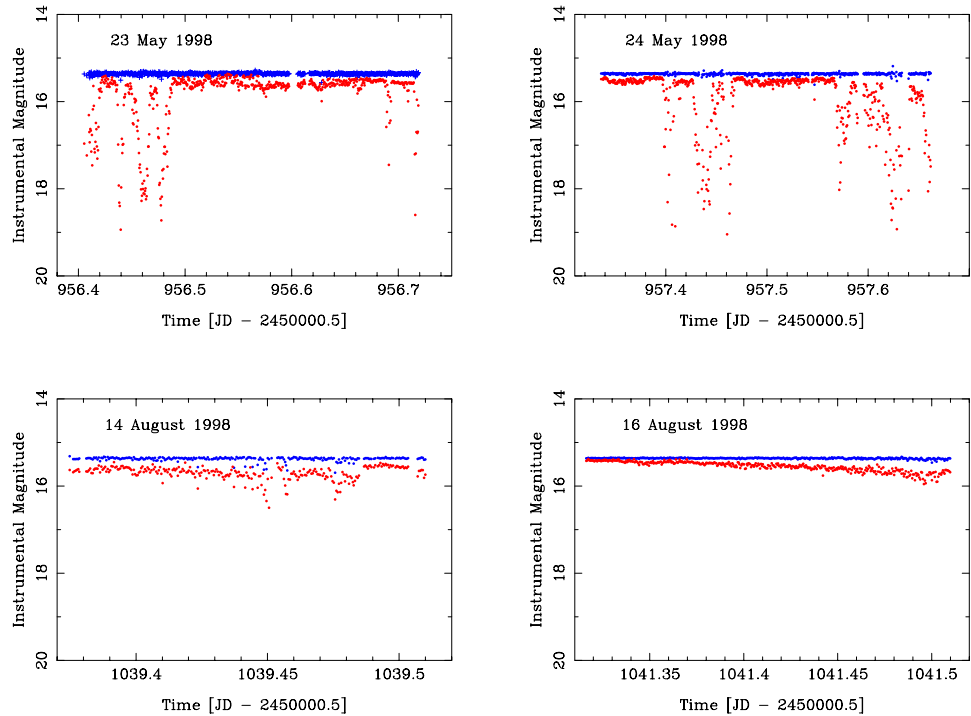 14
16
18
20
Instrumental Magnitude
23 May 1998
956.4 956.5 956.6 956.7
Time [JD − 2450000.5]
14
16
18
20
Instrumental Magnitude
24 May 1998
957.4 957.5 957.6
Time [JD − 2450000.5]
14
16
18
20
Instrumental Magnitude
14 August 1998
1039.4 1039.45 1039.5
Time [JD − 2450000.5]
14
16
18
20
Instrumental Magnitude
16 August 1998
1041.35 1041.4 1041.45 1041.5
Time [JD − 2450000.5]